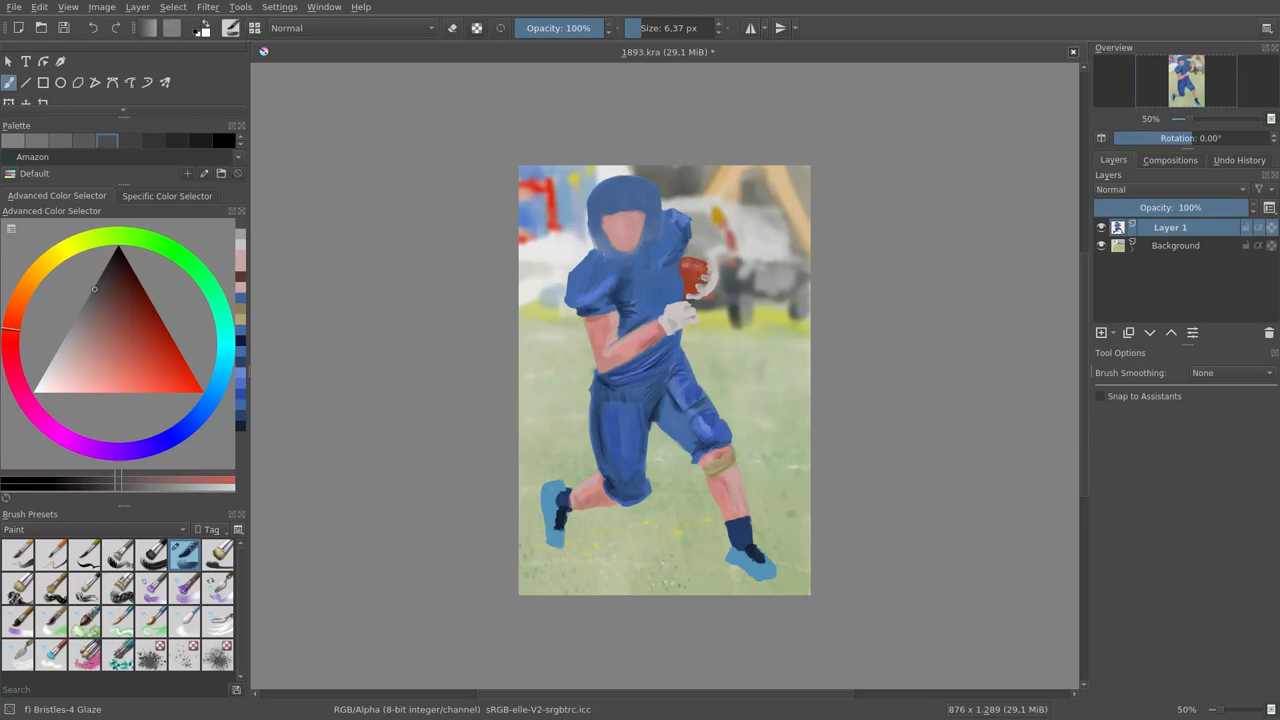 File Edit View Image Layer Select Filter Tools Settings Window Help
Normal Opacity: 100% Size: 6,37 px
1893.kra (29,1 MiB) *
Palette
Amazon
Default
Advanced Color Selector Specific Color Selector
Advanced Color Selector
Brush Presets
Paint Tag
Search
f) Bristles-4 Glaze RGB/Alpha (8-bit integer/channel) sRGB-elle-V2-srgbtrc.icc 876 x 1.289 (29,1 MiB) 50%
Overview
50%
Rotation: 0,00°
Layers Compositions Undo History
Layers
Normal
Opacity: 100%
Layer 1
Background
Tool Options
Brush Smoothing: None
Snap to Assistants